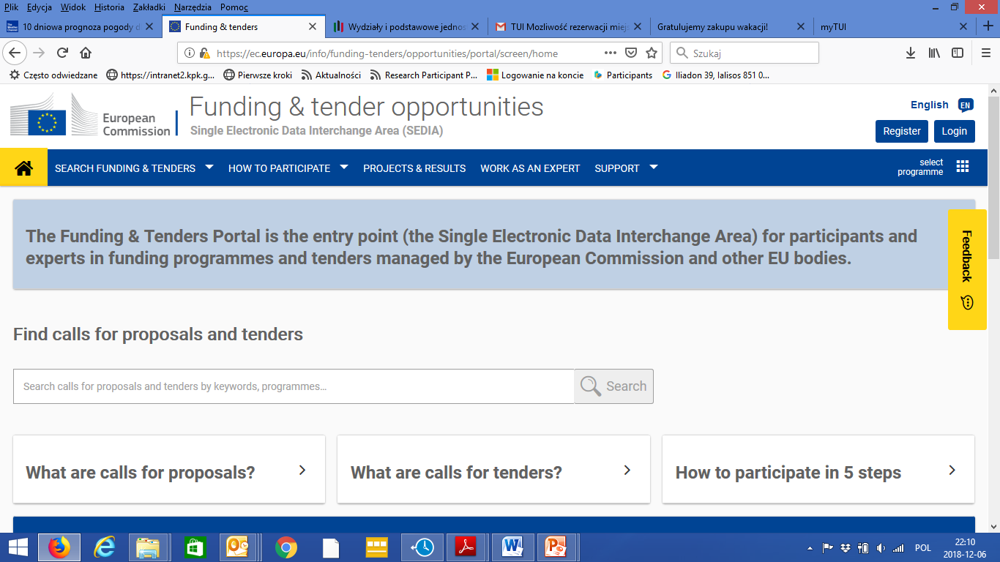 Plik Edycja Widok Historia Zakładki Narzędzia Pomoc
10 dniowa prognoza pogody d
Funding & tenders
Wydziały i podstawowe jednos
TUI Mozliwość rezerwacji miejs
Gratulujemy zakupu wakacji!
myTUI
https://ec.europa.eu/info/funding-tenders/opportunities/portal/screen/home
Szukaj
Często odwiedzane https://intranet2.kpk.g... Pierwsze kroki Aktualności Research Participant P... Logowanie na koncie Participants Iliadon 39, Ialisos 851 0...
European
Commission
Funding & tender opportunities
Single Electronic Data Interchange Area (SEDIA)
English EN
Register Login
SEARCH FUNDING & TENDERS HOW TO PARTICIPATE PROJECTS & RESULTS WORK AS AN EXPERT SUPPORT
select
programme
The Funding & Tenders Portal is the entry point (the Single Electronic Data Interchange Area) for participants and
experts in funding programmes and tenders managed by the European Commission and other EU bodies.
Feedback
Find calls for proposals and tenders
Search calls for proposals and tenders by keywords, programmes...
Search
What are calls for proposals?
What are calls for tenders?
How to participate in 5 steps
POL
22:10
2018-12-06